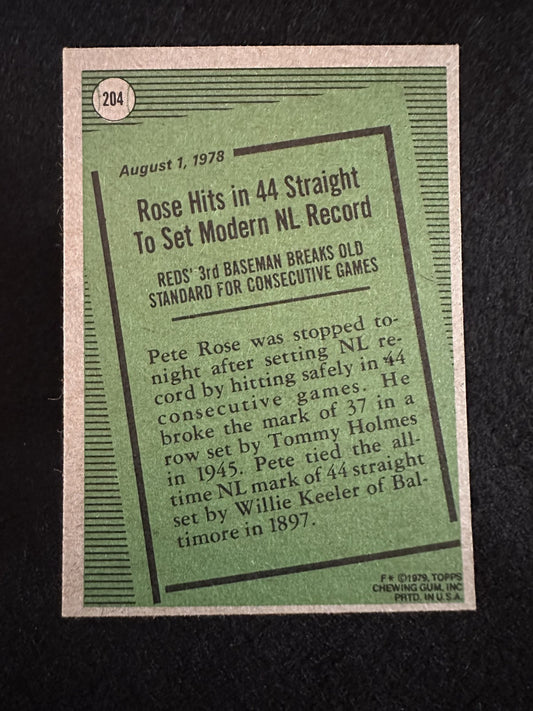 204
August 1, 1978
Rose Hits in 44 Straight
To Set Modern NL Record
REDS' 3rd BASEMAN BREAKS OLD
STANDARD FOR CONSECUTIVE GAMES
Pete Rose was stopped to-
night after setting NL re-
cord by hitting safely in 44
consecutive games. He
broke the mark of 37 in a
row set by Tommy Holmes
in 1945. Pete tied the all-
time NL mark of 44 straight
set by Willie Keeler of Bal-
timore in 1897.
F* ©1979, TOPPS
CHEWING GUM, INC
PRTD. IN U.S.A.